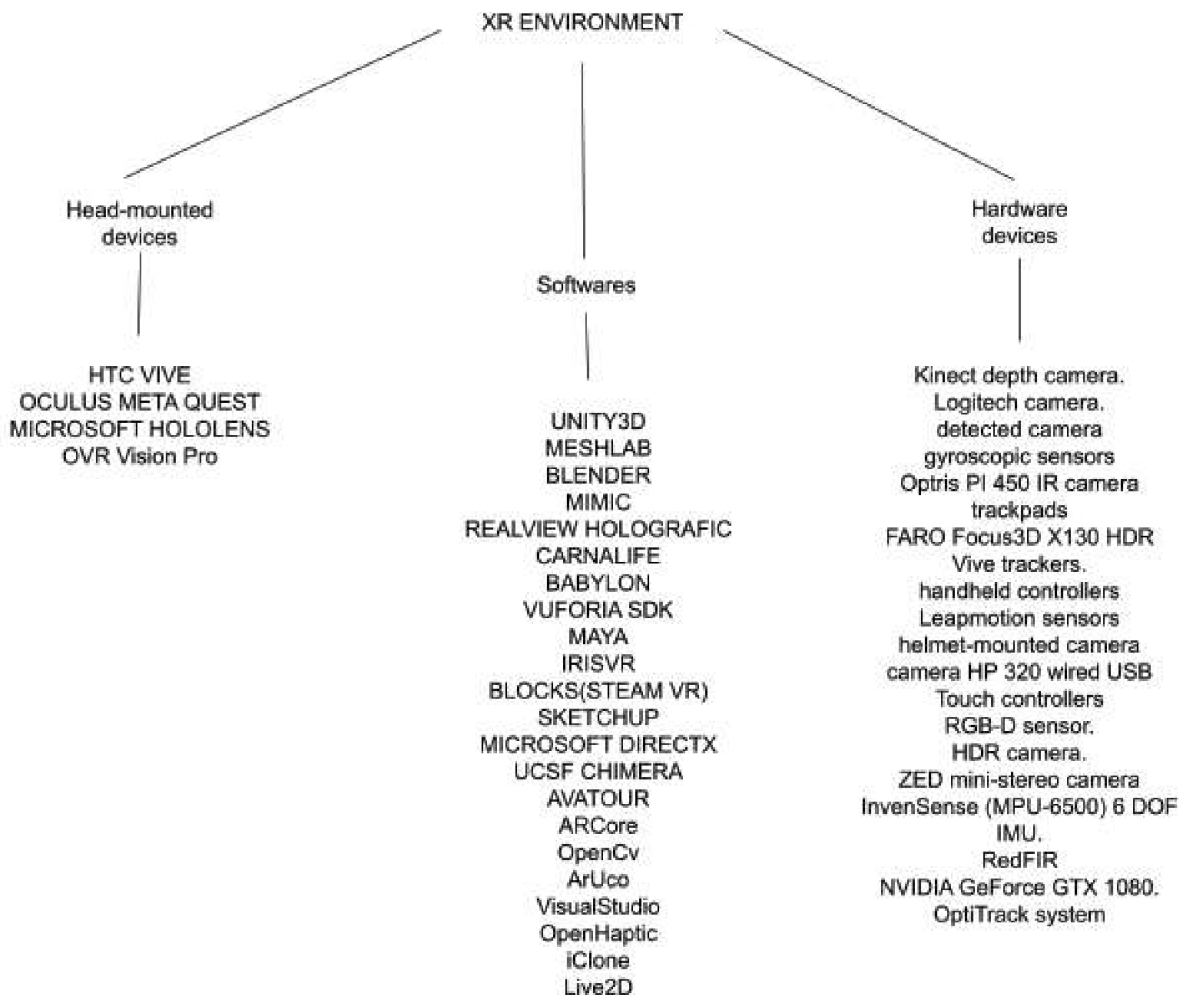 XR ENVIRONMENT
Head-mounted
devices
HTC VIVE
OCULUS META QUEST
MICROSOFT HOLOLENS
OVR Vision Pro
Softwares
UNITY3D
MESHLAB
BLENDER
MIMIC
REALVIEW HOLOGRAFIC
CARNALIFE
BABYLON
VUFORIA SDK
MAYA
IRISVR
BLOCKS(STEAM VR)
SKETCHUP
MICROSOFT DIRECTX
UCSF CHIMERA
AVATOUR
ARCore
OpenCv
ArUco
VisualStudio
OpenHaptic
iClone
Live2D
Hardware
devices
Kinect depth camera.
Logitech camera.
detected camera
gyroscopic sensors
Optris PI 450 IR camera
trackpads
FARO Focus3D X130 HDR
Vive trackers.
handheld controllers
Leapmotion sensors
helmet-mounted camera
camera HP 320 wired USB
Touch controllers
RGB-D sensor.
HDR camera.
ZED mini-stereo camera
InvenSense (MPU-6500) 6 DOF
IMU.
RedFIR
NVIDIA GeForce GTX 1080.
OptiTrack system